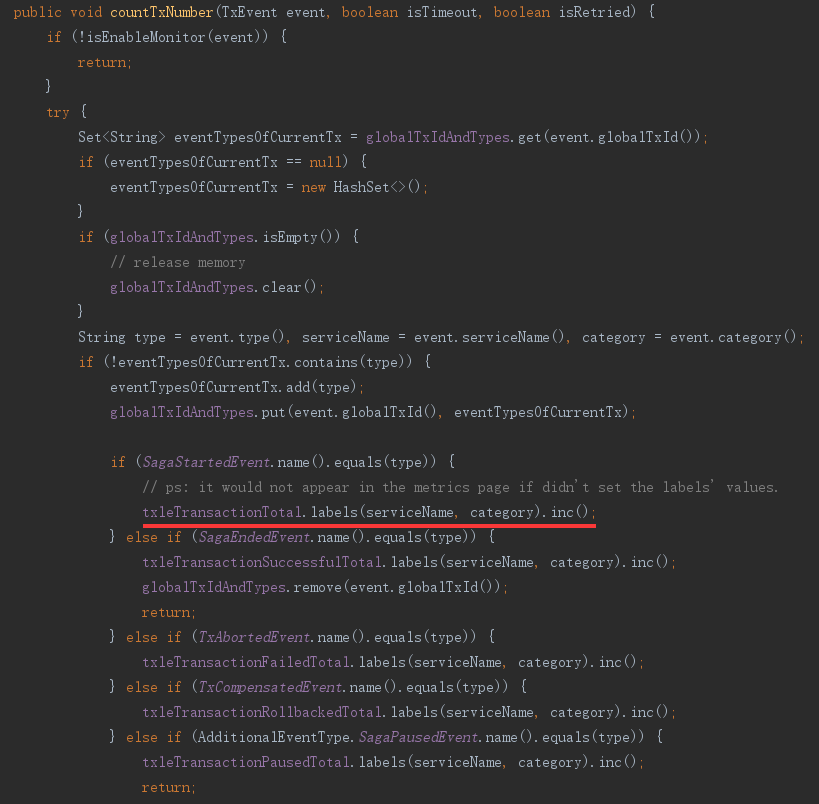 public void countTxNumber(TxEvent event, boolean isTimeout, boolean isRetried) {
if (!isEnableMonitor(event)) {
return;
}
try {
Set<String> eventTypesOfCurrentTx = globalTxIdAndTypes.get(event.globalTxId());
if (eventTypesOfCurrentTx == null) {
eventTypesOfCurrentTx = new HashSet<>();
}
if (globalTxIdAndTypes.isEmpty()) {
// release memory
globalTxIdAndTypes.clear();
}
String type = event.type(), serviceName = event.serviceName(), category = event.category();
if (!eventTypesOfCurrentTx.contains(type)) {
eventTypesOfCurrentTx.add(type);
globalTxIdAndTypes.put(event.globalTxId(), eventTypesOfCurrentTx);
if (SagaStartedEvent.name().equals(type)) {
// ps: it would not appear in the metrics page if didn't set the labels' values.
txleTransactionTotal.labels(serviceName, category).inc();
} else if (SagaEndedEvent.name().equals(type)) {
txleTransactionSuccessfulTotal.labels(serviceName, category).inc();
globalTxIdAndTypes.remove(event.globalTxId());
return;
} else if (TxAbortedEvent.name().equals(type)) {
txleTransactionFailedTotal.labels(serviceName, category).inc();
} else if (TxCompensatedEvent.name().equals(type)) {
txleTransactionRollbackedTotal.labels(serviceName, category).inc();
} else if (AdditionalEventType.SagaPausedEvent.name().equals(type)) {
txleTransactionPausedTotal.labels(serviceName, category).inc();
return;